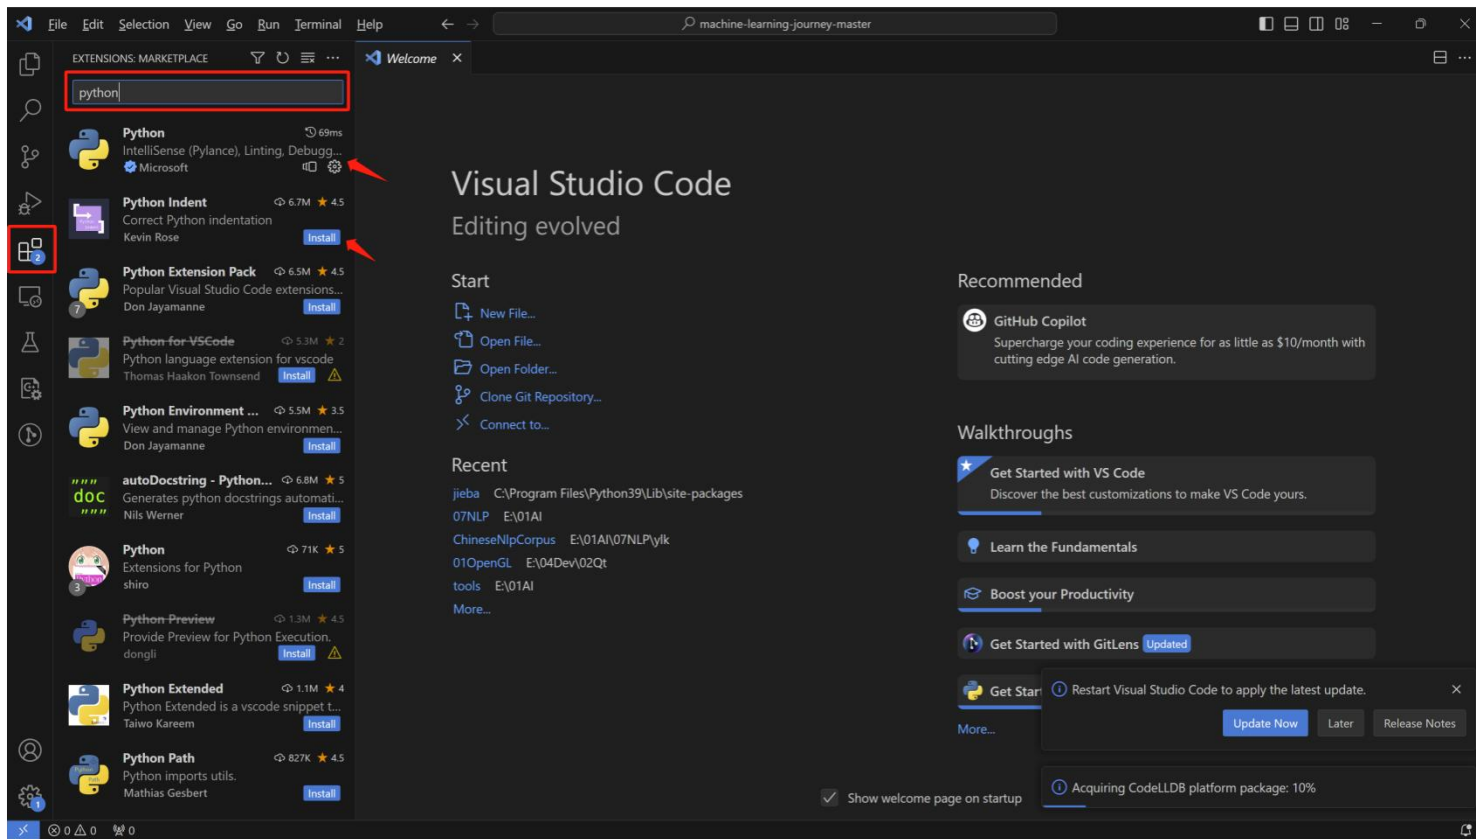 File Edit Selection View Go Run Terminal Help
machine-learning-journey-master
EXTENSIONS: MARKETPLACE
Welcome
python
Python 69ms
IntelliSense (Pylance), Linting, Debugg...
Microsoft
Python Indent 6.7M ★ 4.5
Correct Python indentation
Kevin Rose Install
Python Extension Pack 6.5M ★ 4.5
Popular Visual Studio Code extensions...
7 Don Jayamanne Install
Python for VSCode 5.3M ★ 2
Python language extension for vscode
Thomas Haakon Townsend Install
Python Environment ... 5.5M ★ 3.5
View and manage Python environmen...
Don Jayamanne Install
autoDocstring - Python... 6.8M ★ 5
""" doc """
Generates python docstrings automati...
Nils Werner Install
Python 71K ★ 5
Extensions for Python
3 shiro Install
Python Preview 1.3M ★ 4.5
Provide Preview for Python Execution.
dongli Install
Python Extended 1.1M ★ 4
Python Extended is a vscode snippet t...
Taiwo Kareem Install
Python Path 827K ★ 4.5
Python imports utils.
Mathias Gesbert Install
2
1
Visual Studio Code
Editing evolved
Start
New File...
Open File...
Open Folder...
Clone Git Repository...
Connect to...
Recent
jieba C:\Program Files\Python39\Lib\site-packages
07NLP E:\01AI
ChineseNlpCorpus E:\01AI\07NLP\ylk
01OpenGL E:\04Dev\02Qt
tools E:\01AI
More...
Recommended
GitHub Copilot
Supercharge your coding experience for as little as $10/month with
cutting edge AI code generation.
Walkthroughs
Get Started with VS Code
Discover the best customizations to make VS Code yours.
Learn the Fundamentals
Boost your Productivity
Get Started with GitLens Updated
Get Star
More...
Restart Visual Studio Code to apply the latest update.
Update Now Later Release Notes
Acquiring CodeLLDB platform package: 10%
Show welcome page on startup
0 0 0